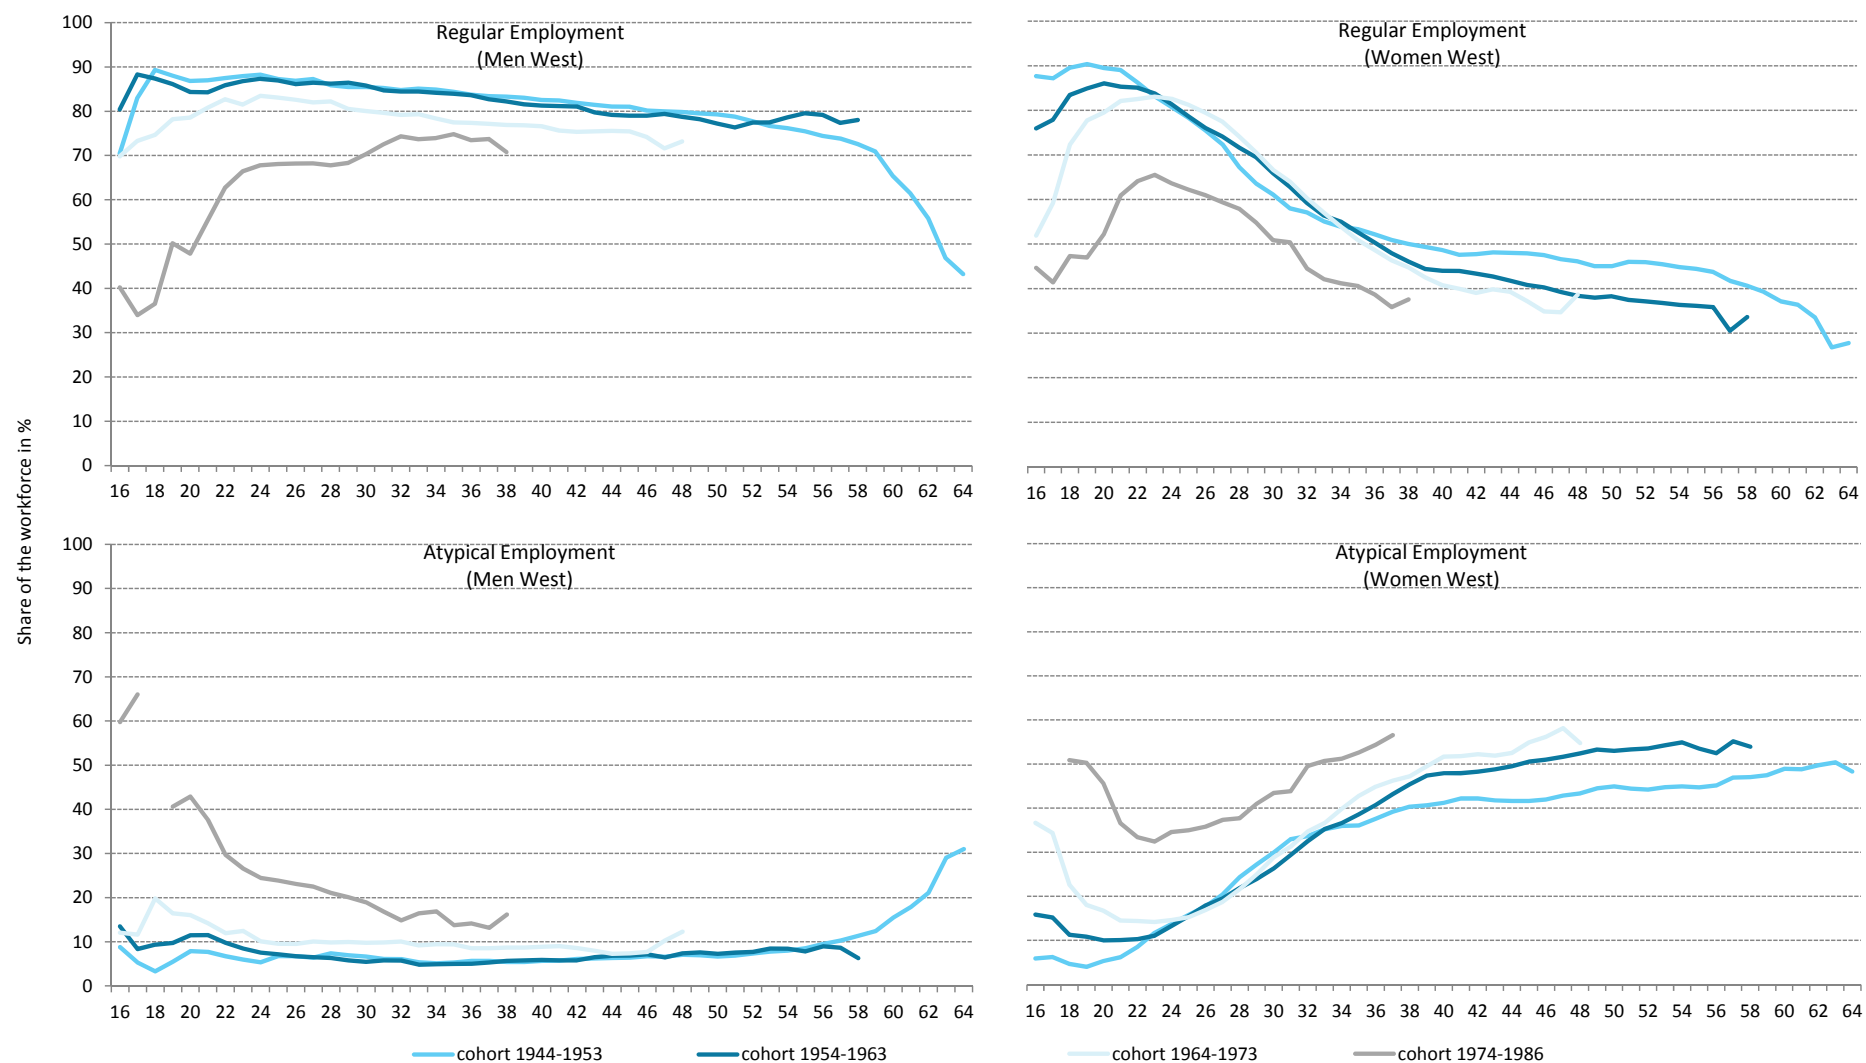 Share of the workforce in %
Regular Employment
(Men West)
100
90
80
70
60
50
40
30
20
10
0
16 18 20 22 24 26 28 30 32 34 36 38 40 42 44 46 48 50 52 54 56 58 60 62 64
Regular Employment
(Women West)
16 18 20 22 24 26 28 30 32 34 36 38 40 42 44 46 48 50 52 54 56 58 60 62 64
Atypical Employment
(Men West)
100
90
80
70
60
50
40
30
20
10
0
16 18 20 22 24 26 28 30 32 34 36 38 40 42 44 46 48 50 52 54 56 58 60 62 64
Atypical Employment
(Women West)
16 18 20 22 24 26 28 30 32 34 36 38 40 42 44 46 48 50 52 54 56 58 60 62 64
cohort 1944-1953 cohort 1954-1963 cohort 1964-1973 cohort 1974-1986